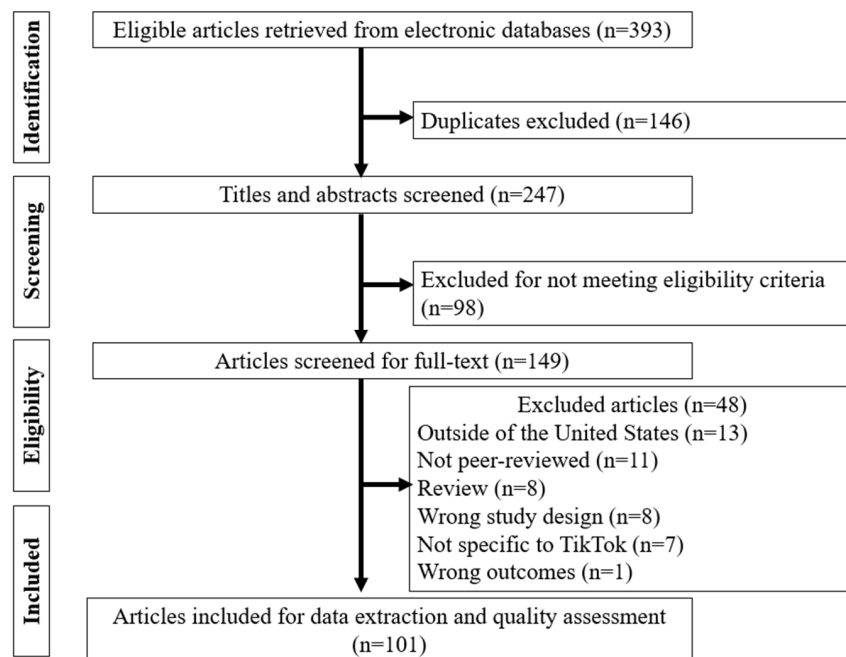 Identification
Eligible articles retrieved from electronic databases (n=393)
Duplicates excluded (n=146)
Screening
Titles and abstracts screened (n=247)
Excluded for not meeting eligibility criteria
(n=98)
Eligibility
Articles screened for full-text (n=149)
Excluded articles (n=48)
Outside of the United States (n=13)
Not peer-reviewed (n=11)
Review (n=8)
Wrong study design (n=8)
Not specific to TikTok (n=7)
Wrong outcomes (n=1)
Included
Articles included for data extraction and quality assessment
(n=101)